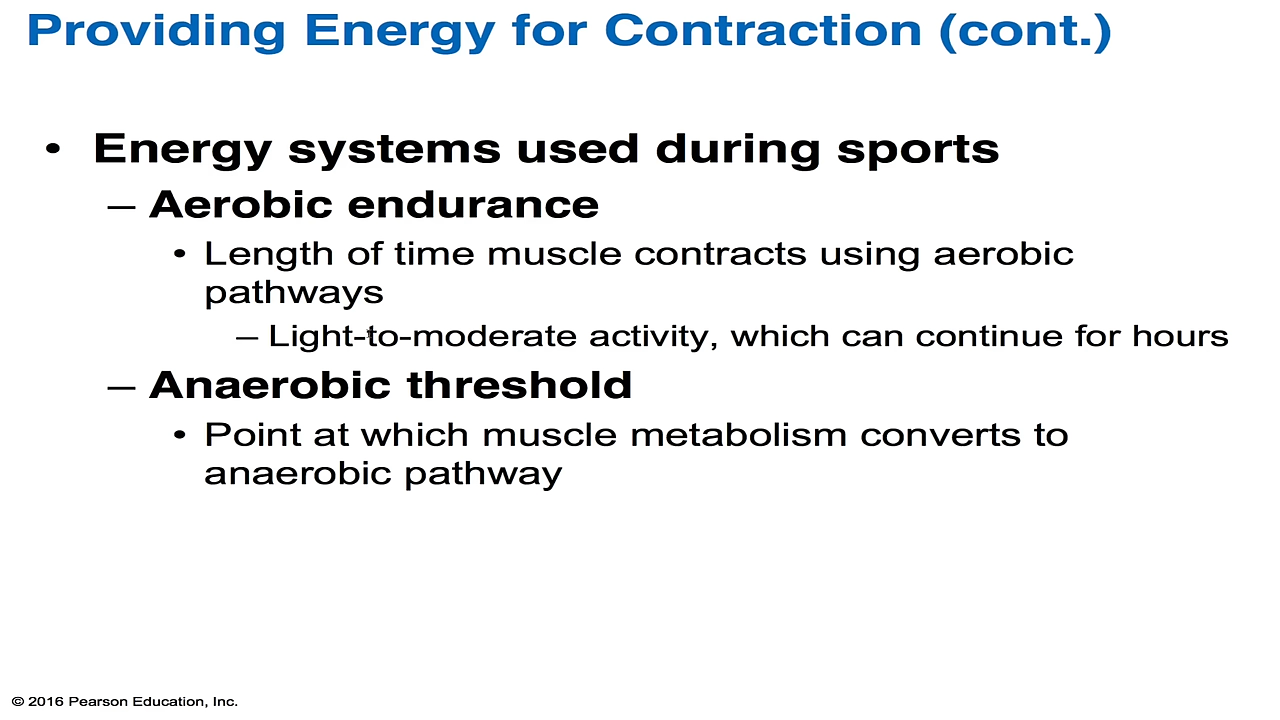 Providing Energy for Contraction (cont.)
• Energy systems used during sports
– Aerobic endurance
• Length of time muscle contracts using aerobic
pathways
– Light-to-moderate activity, which can continue for hours
– Anaerobic threshold
• Point at which muscle metabolism converts to
anaerobic pathway
© 2016 Pearson Education, Inc.